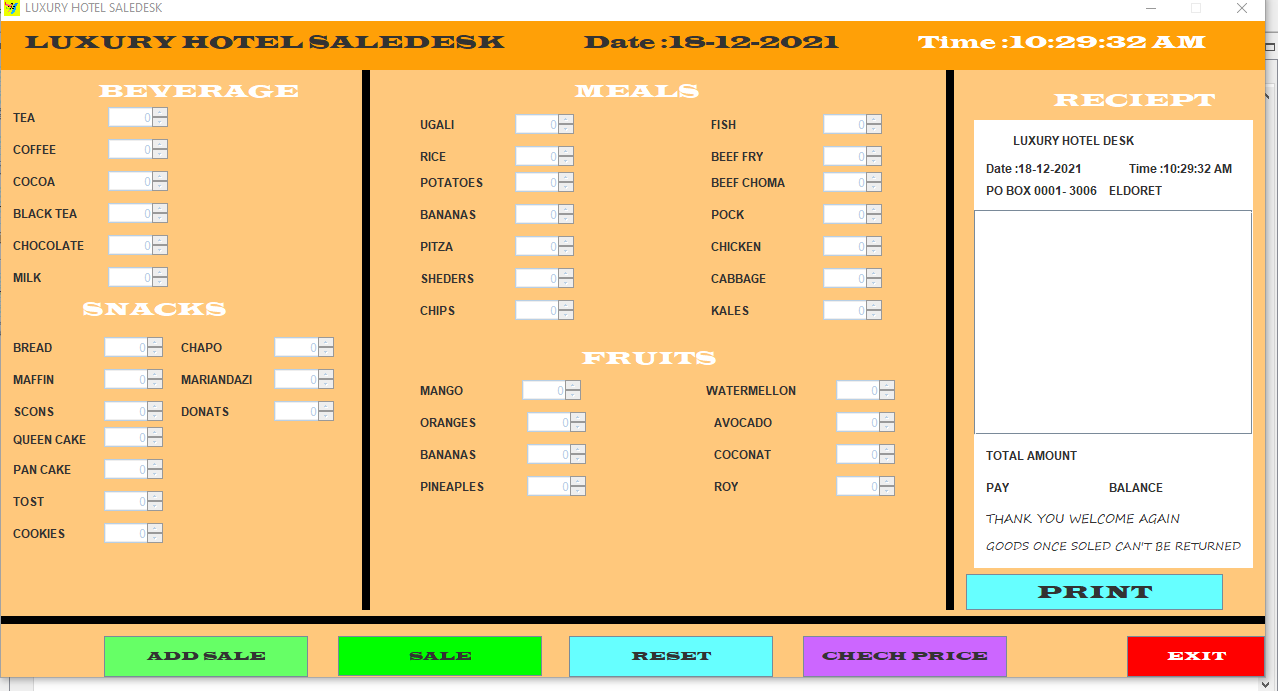 LUXURY HOTEL SALEDESK
LUXURY HOTEL SALEDESK Date :18-12-2021 Time :10:29:32 AM
BEVERAGE
TEA 0
COFFEE 0
COCOA 0
BLACK TEA 0
CHOCOLATE 0
MILK 0
SNACKS
BREAD 0 CHAPO 0
MAFFIN 0 MARIANDAZI 0
SCONS 0 DONATS 0
QUEEN CAKE 0
PAN CAKE 0
TOST 0
COOKIES 0
MEALS
UGALI 0 FISH 0
RICE 0 BEEF FRY 0
POTATOES 0 BEEF CHOMA 0
BANANAS 0 POCK 0
PITZA 0 CHICKEN 0
SHEDERS 0 CABBAGE 0
CHIPS 0 KALES 0
FRUITS
MANGO 0 WATERMELLON 0
ORANGES 0 AVOCADO 0
BANANAS 0 COCONAT 0
PINEAPLES 0 ROY 0
RECIEPT
LUXURY HOTEL DESK
Date :18-12-2021 Time :10:29:32 AM
PO BOX 0001- 3006 ELDORET
TOTAL AMOUNT
PAY BALANCE
THANK YOU WELCOME AGAIN
GOODS ONCE SOLED CAN'T BE RETURNED
PRINT
ADD SALE SALE RESET CHECH PRICE EXIT